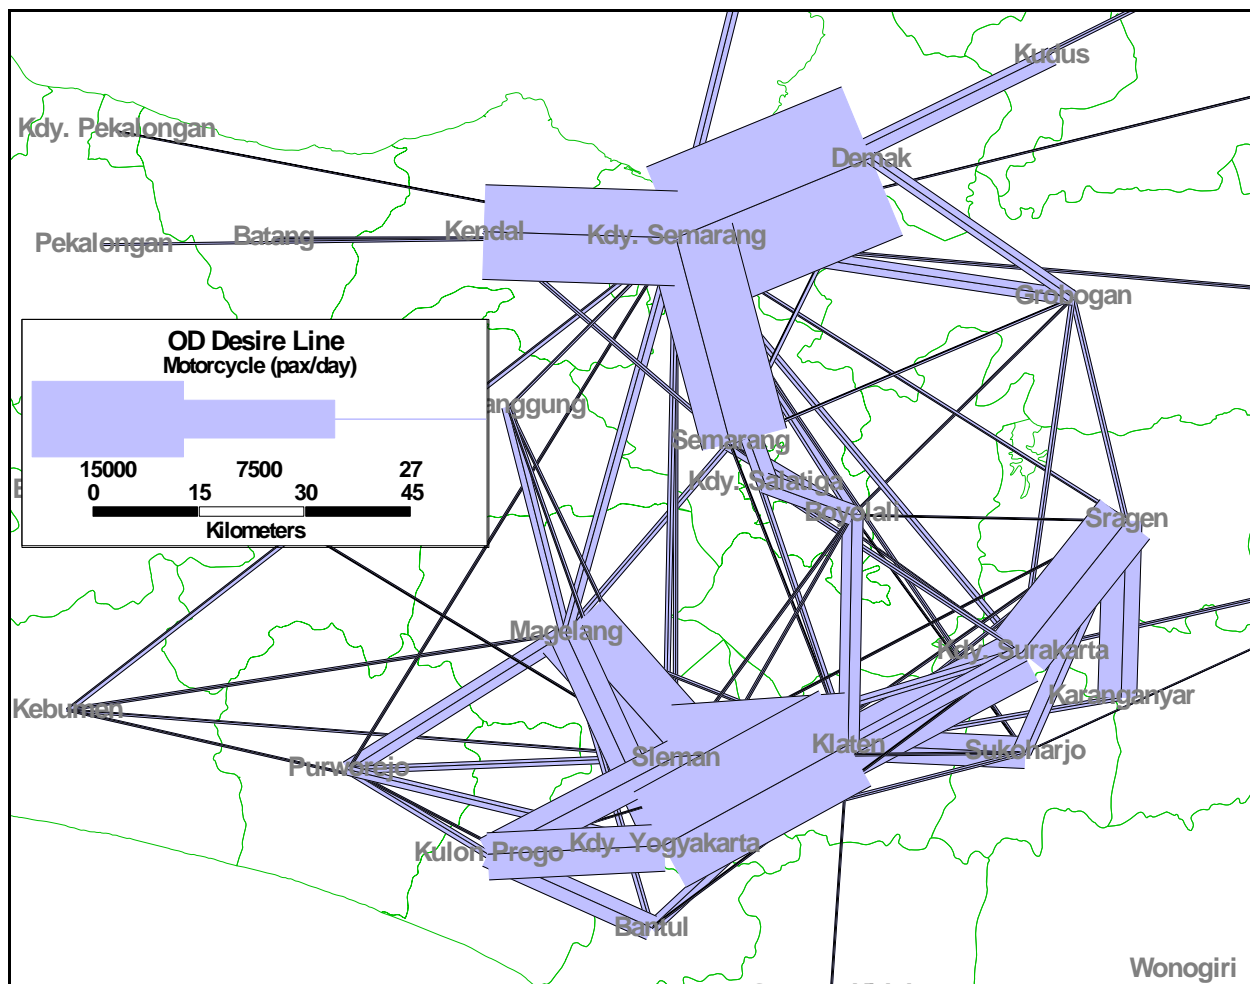 Kudus
Kdy. Pekalongan
Demak
Kendal
Kdy. Semarang
Batang
Pekalongan
Grobogan
OD Desire Line
Motorcycle (pax/day)
15000 7500 27
0 15 30 45
Kilometers
anggung
Semarang
Kdy. Salatiga
Boyolali
Sragen
Magelang
Kdy. Surakarta
Karanganyar
Kebumen
Klaten
Sukoharjo
Sleman
Purworejo
Kdy. Yogyakarta
Kulon Progo
Bantul
Wonogiri